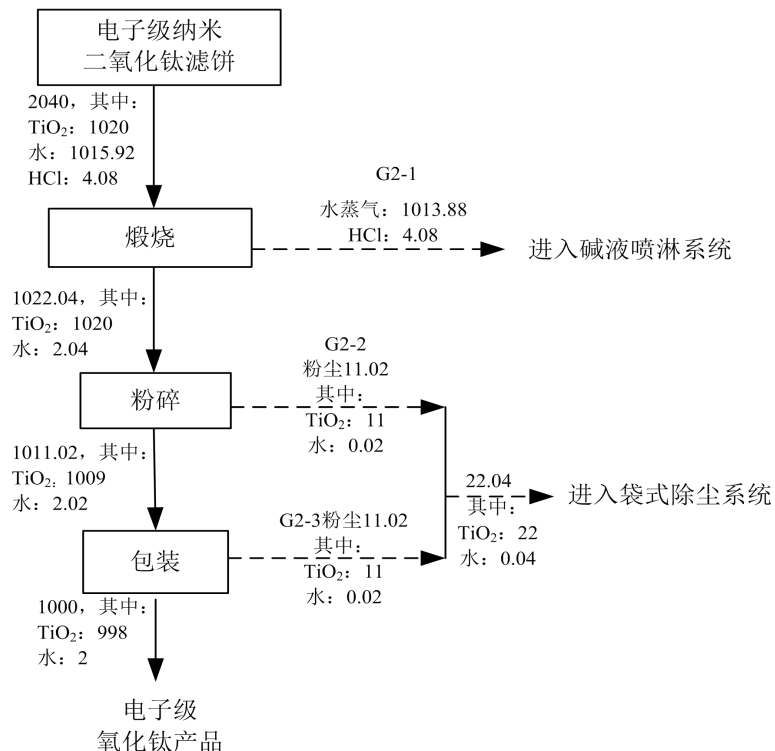 电子级纳米
二氧化钛滤饼
2040，其中：
TiO₂：1020
水：1015.92
HCl：4.08
G2-1
水蒸气：1013.88
HCl：4.08
煅烧
进入碱液喷淋系统
1022.04，其中：
TiO₂：1020
水：2.04
G2-2
粉尘11.02
其中：
TiO₂：11
水：0.02
粉碎
1011.02，其中：
TiO₂：1009
水：2.02
22.04
其中：
TiO₂：22
水：0.04
进入袋式除尘系统
G2-3粉尘11.02
其中：
TiO₂：11
水：0.02
包装
1000，其中：
TiO₂：998
水：2
电子级
氧化钛产品